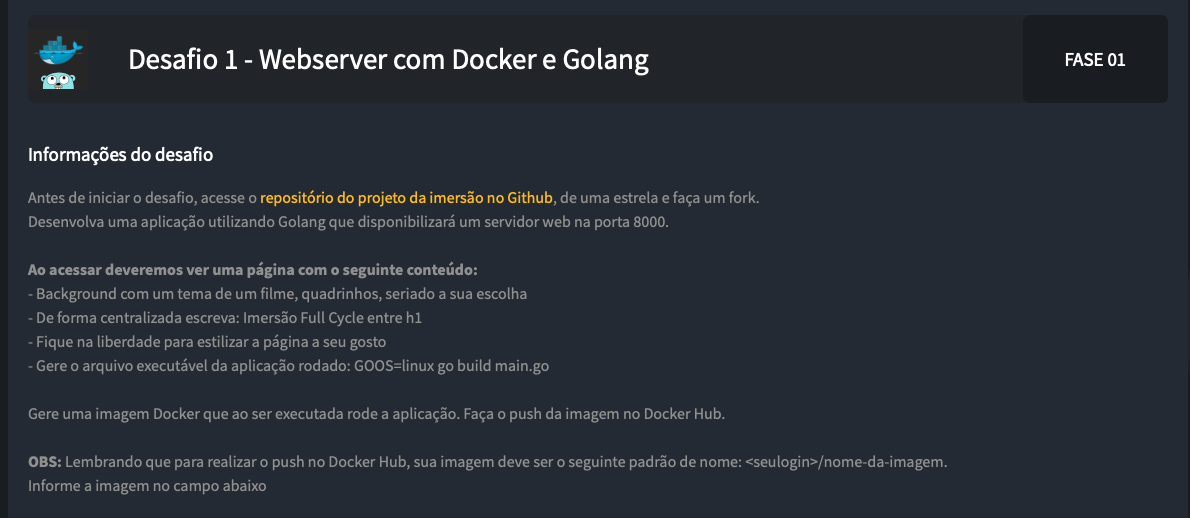 Desafio 1 - Webserver com Docker e Golang
FASE 01
Informações do desafio
Antes de iniciar o desafio, acesse o repositório do projeto da imersão no Github, de uma estrela e faça um fork.
Desenvolva uma aplicação utilizando Golang que disponibilizará um servidor web na porta 8000.
Ao acessar deveremos ver uma página com o seguinte conteúdo:
- Background com um tema de um filme, quadrinhos, seriado a sua escolha
- De forma centralizada escreva: Imersão Full Cycle entre h1
- Fique na liberdade para estilizar a página a seu gosto
- Gere o arquivo executável da aplicação rodado: GOOS=linux go build main.go
Gere uma imagem Docker que ao ser executada rode a aplicação. Faça o push da imagem no Docker Hub.
OBS: Lembrando que para realizar o push no Docker Hub, sua imagem deve ser o seguinte padrão de nome: <seulogin>/nome-da-imagem.
Informe a imagem no campo abaixo